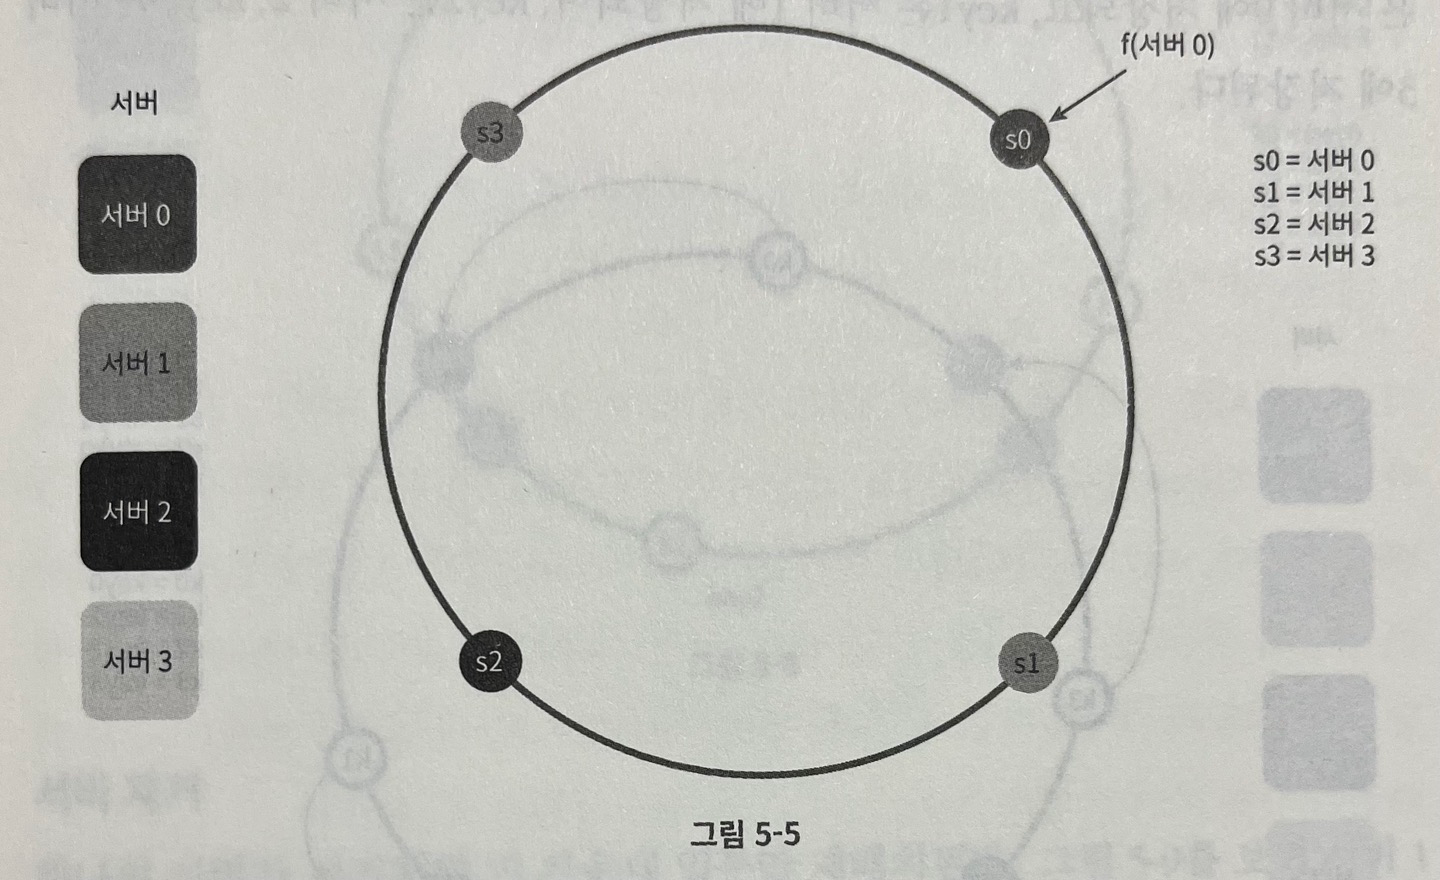 f(서버 0)
서버
s3
s0
s0 = 서버 0
s1 = 서버 1
s2 = 서버 2
s3 = 서버 3
서버 0
서버 1
서버 2
서버 3
s2
s1
그림 5-5